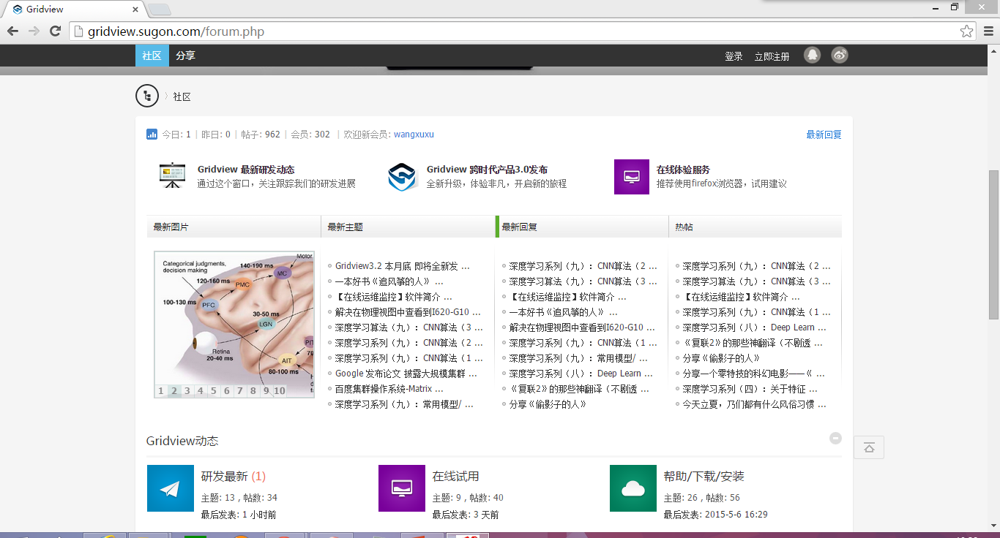 Gridview
gridview.sugon.com/forum.php
社区 分享 登录 立即注册
社区
今日: 1 | 昨日: 0 | 帖子: 962 | 会员: 302 | 欢迎新会员: wangxuxu 最新回复
Gridview 最新研发动态
通过这个窗口，关注跟踪我们的研发进展
Gridview 跨时代产品3.0发布
全新升级，体验非凡，开启新的旅程
在线体验服务
推荐使用firefox浏览器，试用建议
最新图片
Categorical judgments,
decision making
Motor
140-190 ms
MC
120-160 ms
PMC
100-130 ms
PFC
30-50 ms
LGN
Retina
20-40 ms
PIT
70
AIT
80-100 ms
1 2 3 4 5 6 7 8 9 10
最新主题
Gridview3.2 本月底 即将全新发 ...
一本好书《追风筝的人》 ...
【在线运维监控】软件简介 ...
解决在物理视图中查看到I620-G10 ...
深度学习算法（九）：CNN算法（3 ...
深度学习系列（九）：CNN算法（2 ...
深度学习系列（九）：CNN算法（1 ...
Google 发布论文 披露大规模集群 ...
百度集群操作系统-Matrix ...
深度学习系列（九）：常用模型/ ...
最新回复
深度学习系列（九）：CNN算法（2 ...
深度学习算法（九）：CNN算法（3 ...
【在线运维监控】软件简介 ...
一本好书《追风筝的人》 ...
解决在物理视图中查看到I620-G10 ...
深度学习系列（九）：CNN算法（1 ...
深度学习系列（九）：常用模型/ ...
深度学习系列（八）：Deep Learn ...
《复联2》的那些神翻译（不剧透 ...
分享《偷影子的人》
热帖
深度学习系列（九）：CNN算法（2 ...
深度学习算法（九）：CNN算法（3 ...
【在线运维监控】软件简介 ...
深度学习系列（九）：CNN算法（1 ...
深度学习系列（八）：Deep Learn ...
《复联2》的那些神翻译（不剧透 ...
分享《偷影子的人》
分享一个零特技的科幻电影——《 ...
深度学习系列（四）：关于特征 ...
今天立夏，乃们都有什么风俗习惯 ...
Gridview动态
研发最新 (1)
主题: 13 , 帖数: 34
最后发表: 1 小时前
在线试用
主题: 9 , 帖数: 40
最后发表: 3 天前
帮助/下载/安装
主题: 26 , 帖数: 56
最后发表: 2015-5-6 16:29